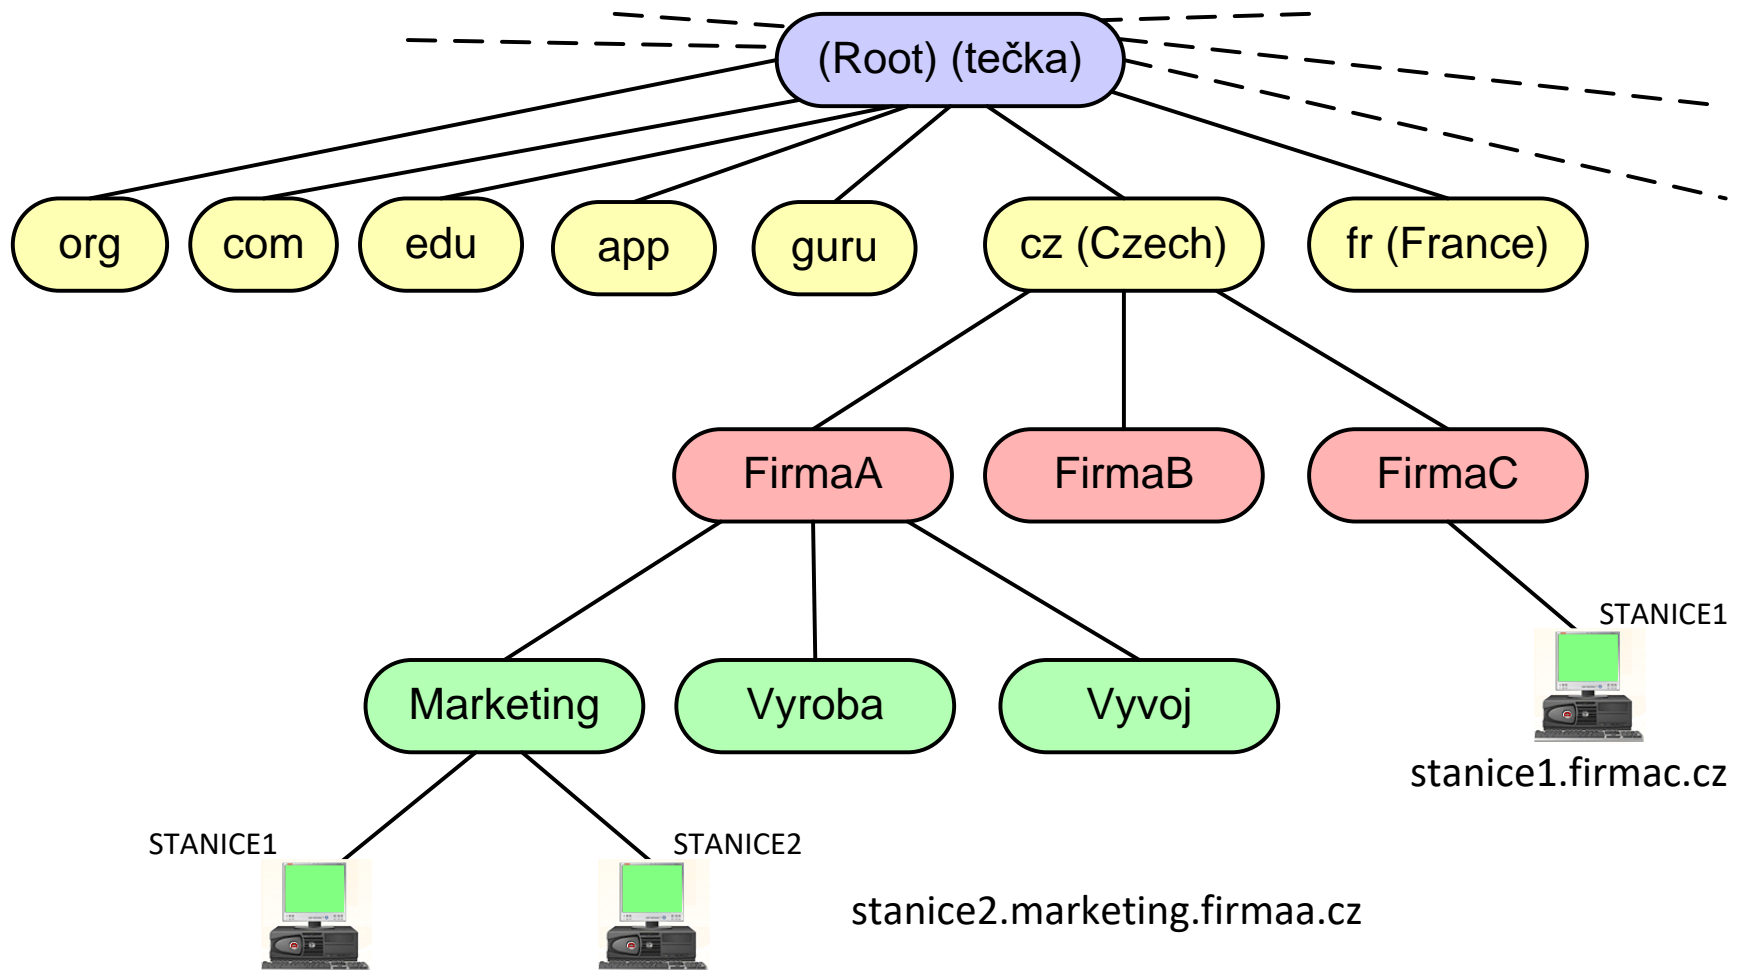 (Root) (tečka)
org
com
edu
app
guru
cz (Czech)
fr (France)
FirmaA
FirmaB
FirmaC
STANICE1
Marketing
Vyroba
Vyvoj
stanice1.firmac.cz
STANICE1
STANICE2
stanice2.marketing.firmaa.cz